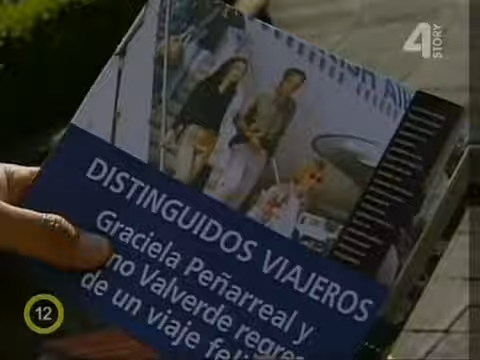 4
STORY
DISTINGUIDOS VIAJEROS
Graciela Peñarreal y
Valverde
de un viaje
12